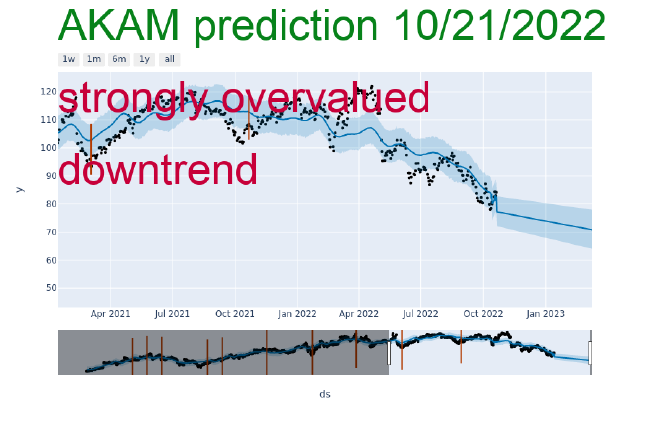 AKAM prediction 10/21/2022
1w 1m 6m 1y all
strongly overvalued
downtrend
120
110
100
90
80
70
60
50
y
Apr 2021 Jul 2021 Oct 2021 Jan 2022 Apr 2022 Jul 2022 Oct 2022 Jan 2023
ds